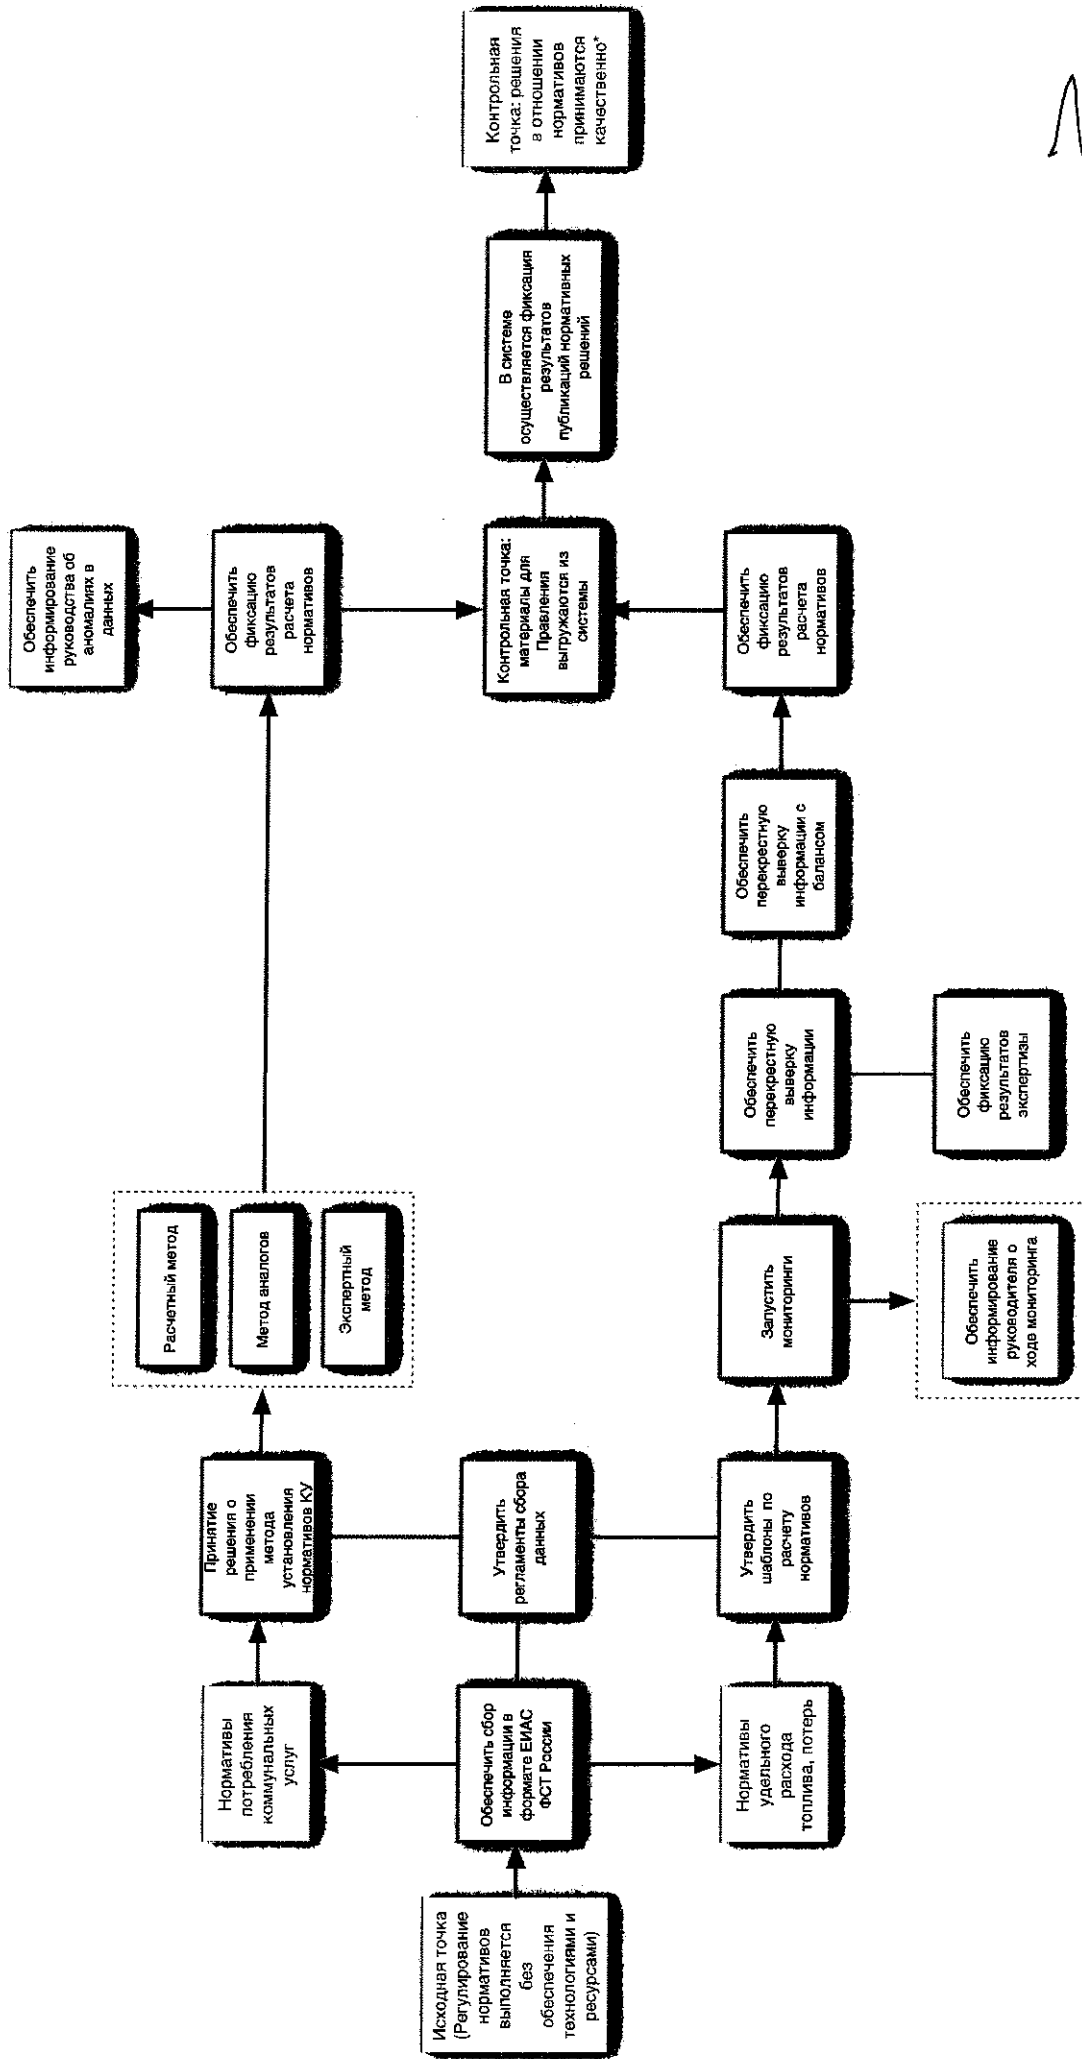 Исходная точка
(Регулирование
нормативов
выполняется
без
обеспечения
технологиями и
ресурсами)
Обеспечить сбор
информации в
формате ЕИАС
ФСТ России
Нормативы
потребления
коммунальных
услуг
Нормативы
удельного
расхода
топлива, потерь
Принятие
решения о
применении
метода
установления
нормативов КУ
Утвердить
регламенты сбора
данных
Утвердить
шаблоны по
расчету
нормативов
Расчетный метод
Метод аналогов
Экспертный
метод
Запустить
мониторинги
Обеспечить
информирование
руководителя о
ходе мониторинга
Обеспечить
перекрестную
выверку
информации
Обеспечить
фиксацию
результатов
экспертизы
Обеспечить
перекрестную
выверку
информации с
балансом
Обеспечить
информирование
руководства об
аномалиях в
данных
Обеспечить
фиксацию
результатов
расчета
нормативов
Контрольная точка:
материалы для
Правления
выгружаются из
системы
Обеспечить
фиксацию
результатов
расчета
нормативов
В системе
осуществляется фиксация
результатов
публикаций нормативных
решений
Контрольная
точка: решения
в отношении
нормативов
принимаются
качественно*